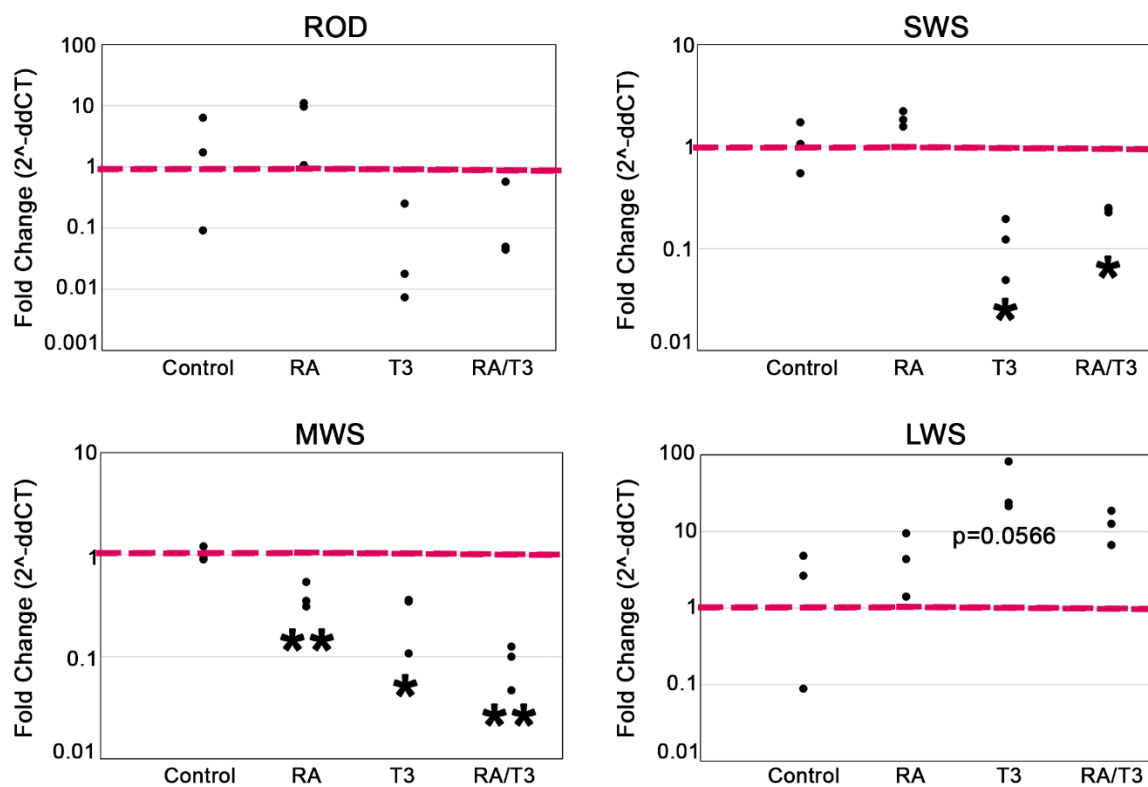 ROD
Fold Change (2^-ddCT)
100
10
1
0.1
0.01
0.001
Control RA T3 RA/T3
SWS
Fold Change (2^-ddCT)
10
1
0.1
0.01
*
*
Control RA T3 RA/T3
MWS
Fold Change (2^-ddCT)
10
1
0.1
0.01
**
*
**
Control RA T3 RA/T3
LWS
Fold Change (2^-ddCT)
100
10
1
0.1
0.01
p=0.0566
Control RA T3 RA/T3